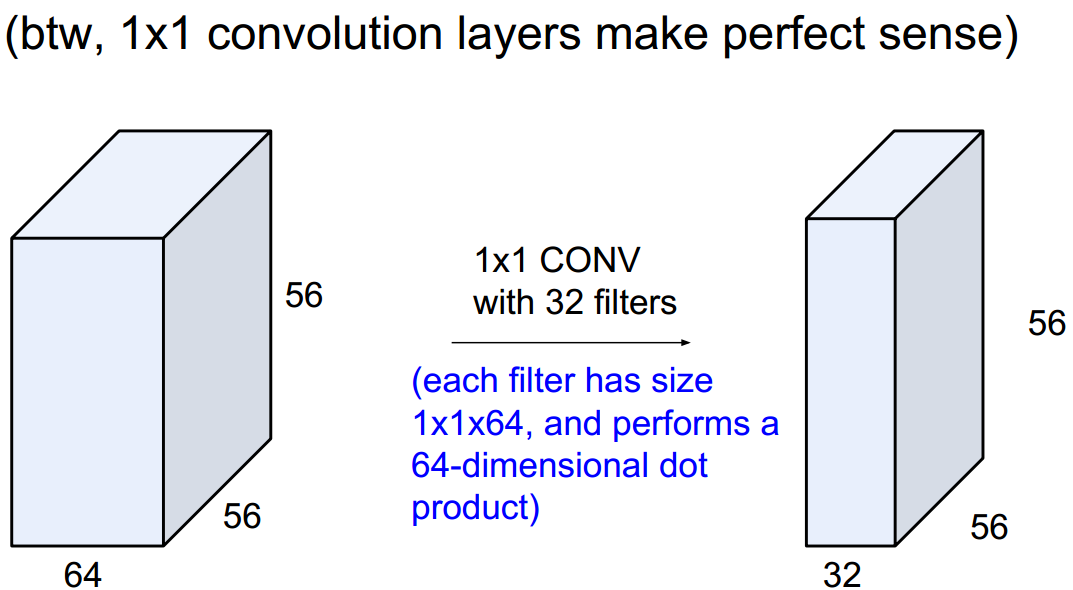 (btw, 1x1 convolution layers make perfect sense)
56
56
64
1x1 CONV
with 32 filters
(each filter has size
1x1x64, and performs a
64-dimensional dot
product)
56
56
32